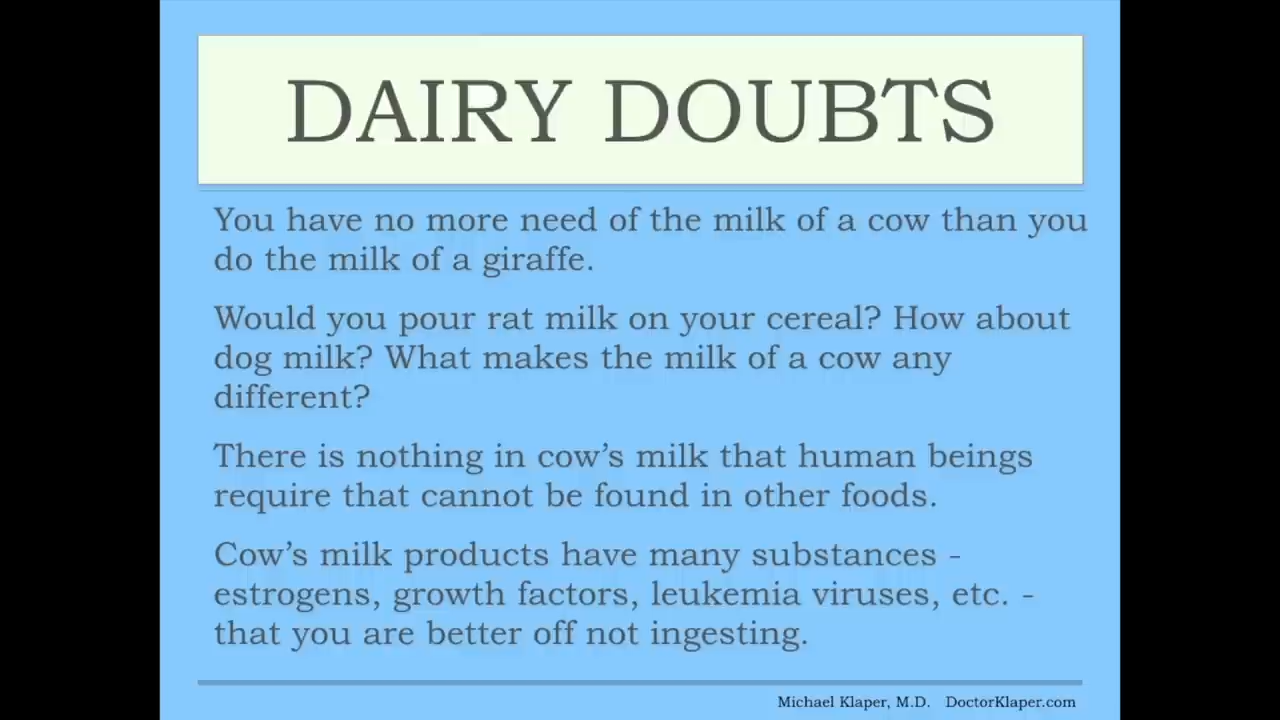 DAIRY DOUBTS
You have no more need of the milk of a cow than you
do the milk of a giraffe.
Would you pour rat milk on your cereal? How about
dog milk? What makes the milk of a cow any
different?
There is nothing in cow’s milk that human beings
require that cannot be found in other foods.
Cow’s milk products have many substances -
estrogens, growth factors, leukemia viruses, etc. -
that you are better off not ingesting.
Michael Klaper, M.D. DoctorKlaper.com